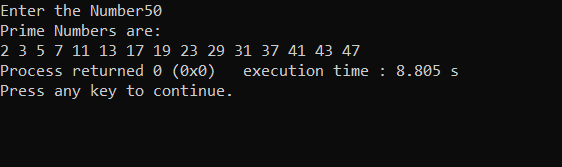 Enter the Number50
Prime Numbers are:
2 3 5 7 11 13 17 19 23 29 31 37 41 43 47
Process returned 0 (0x0)   execution time : 8.805 s
Press any key to continue.